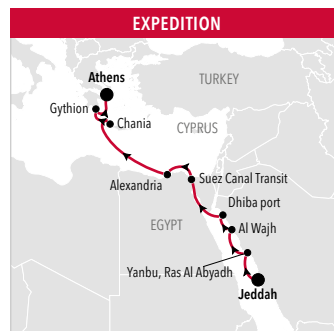 EXPEDITION
Athens
TURKEY
Gythion
Chania
CYPRUS
Alexandria
Suez Canal Transit
Dhiba port
EGYPT
Al Wajh
Yanbu, Ras Al Abyadh
Jeddah